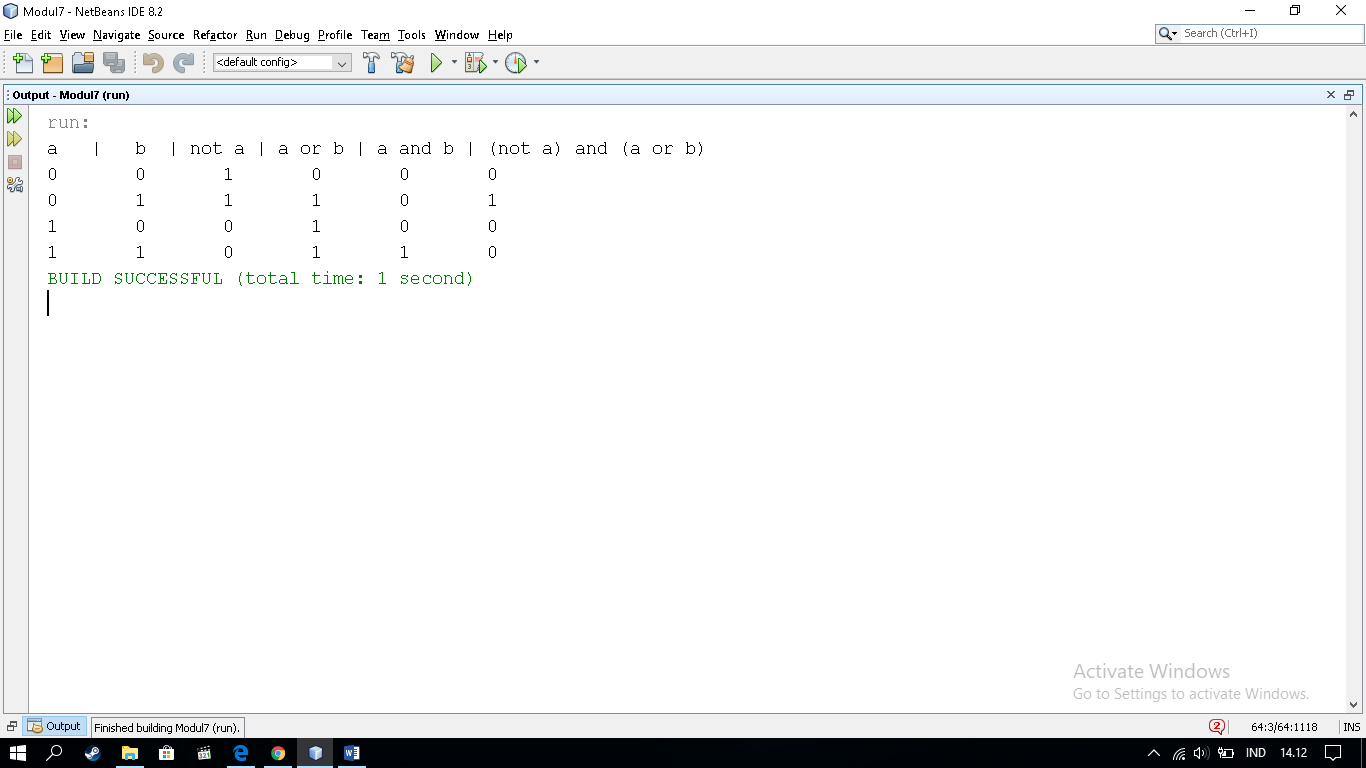 Modul7 - NetBeans IDE 8.2
File Edit View Navigate Source Refactor Run Debug Profile Team Tools Window Help
Search (Ctrl+I)
<default config>
Output - Modul7 (run)
run:
a | b | not a | a or b | a and b | (not a) and (a or b)
0 0 1 0 0 0
0 1 1 1 0 1
1 0 0 1 0 0
1 1 0 1 1 0
BUILD SUCCESSFUL (total time: 1 second)
Activate Windows
Go to Settings to activate Windows.
Output
Finished building Modul7 (run).
2
64:3/64:1118
INS
IND
14.12